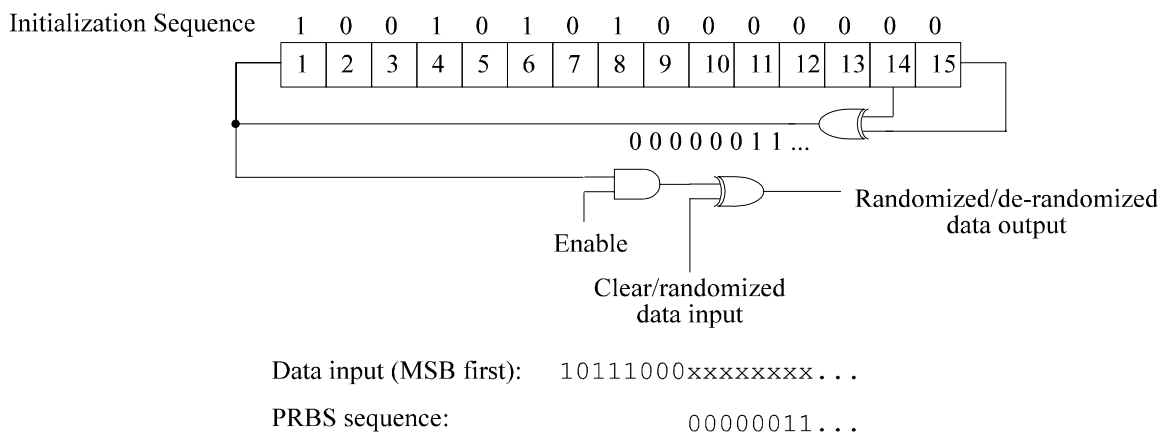 Initialization Sequence 1 0 0 1 0 1 0 1 0 0 0 0 0 0 0
1 2 3 4 5 6 7 8 9 10 11 12 13 14 15
0 0 0 0 0 0 1 1 ...
Enable
Clear/randomized
data input
Randomized/de-randomized
data output
Data input (MSB first): 10111000xxxxxxxx...
PRBS sequence: 00000011...